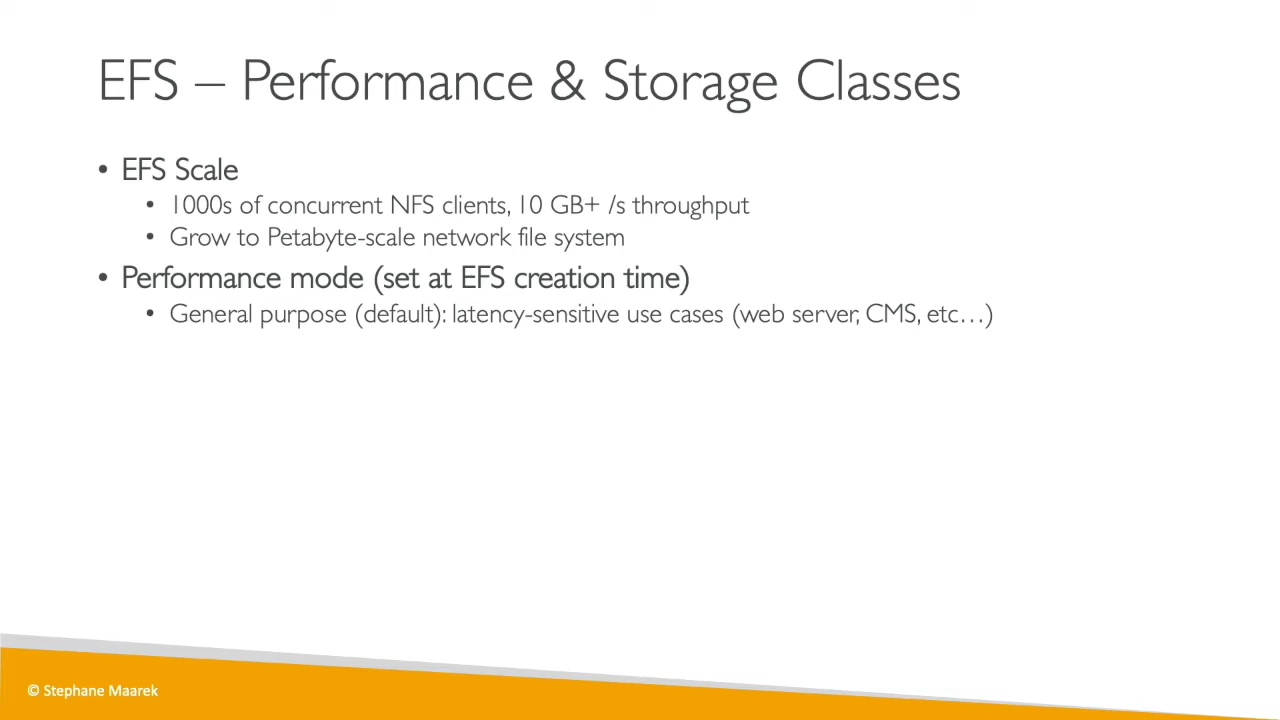 EFS – Performance & Storage Classes
• EFS Scale
• 1000s of concurrent NFS clients, 10 GB+ /s throughput
• Grow to Petabyte-scale network file system
• Performance mode (set at EFS creation time)
• General purpose (default): latency-sensitive use cases (web server, CMS, etc…)
© Stephane Maarek